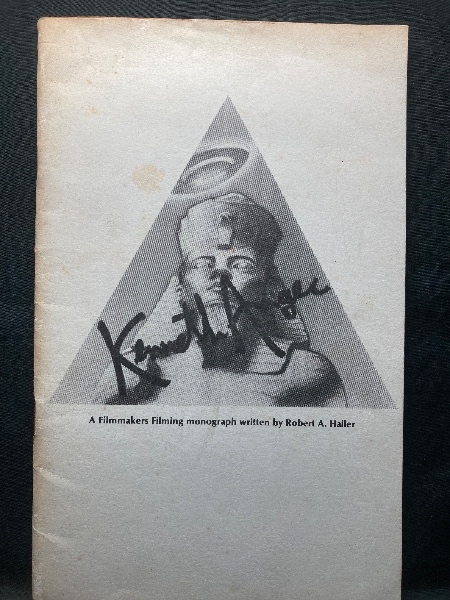 Kenneth Anger
A Filmmakers Filming monograph written by Robert A. Haller